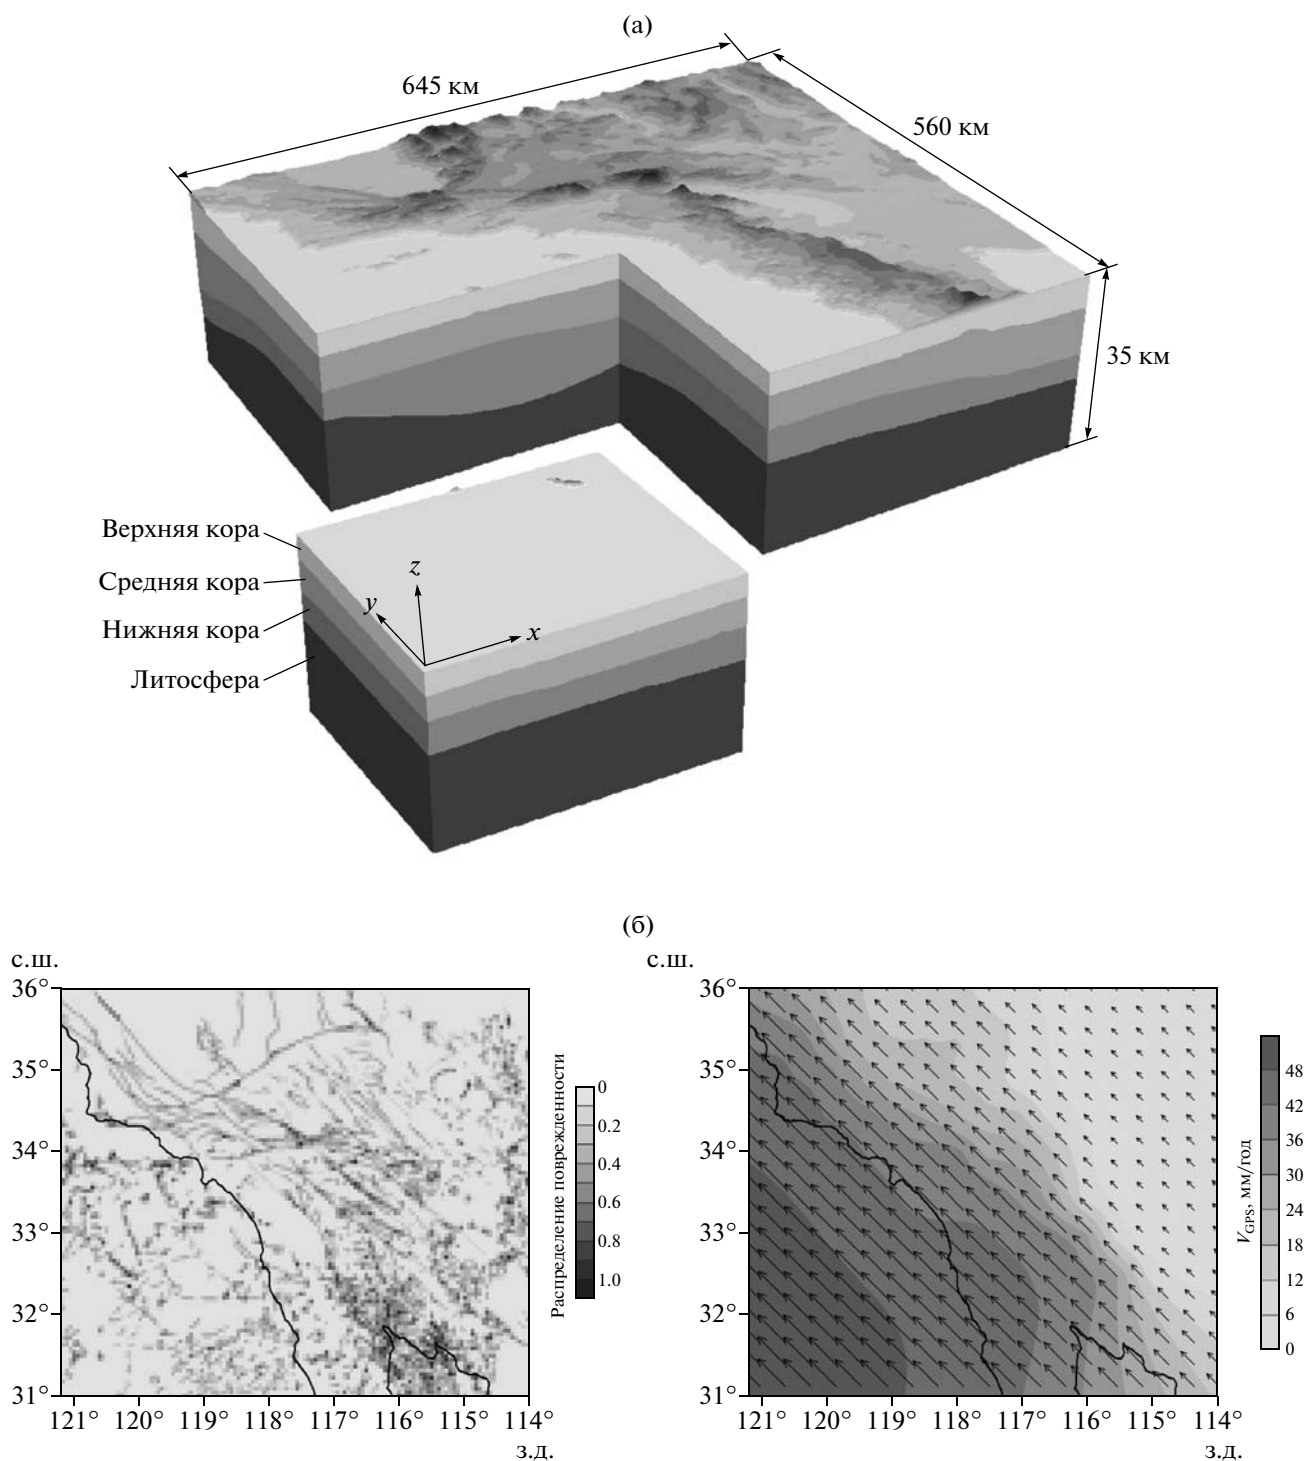 (а)
645 км
560 км
35 км
Верхняя кора
Средняя кора
Нижняя кора
Литосфера
z
y
x
(б)
с.ш.
36°
35°
34°
33°
32°
31°
121° 120° 119° 118° 117° 116° 115° 114°
з.д.
Распределение поврежденности
0
0.2
0.4
0.6
0.8
1.0
с.ш.
36°
35°
34°
33°
32°
31°
121° 120° 119° 118° 117° 116° 115° 114°
з.д.
V_GPS, мм/год
48
42
36
30
24
18
12
6
0